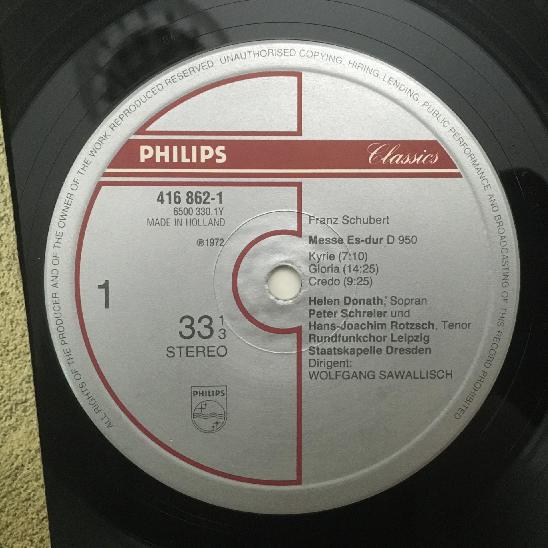 ALL RIGHTS OF THE PRODUCER AND OF THE OWNER OF THE WORK REPRODUCED RESERVED. UNAUTHORISED COPYING, HIRING, LENDING, PUBLIC PERFORMANCE AND BROADCASTING OF THIS RECORD PROHIBITED
PHILIPS
Classics
416 862-1
6500 330.1Y
MADE IN HOLLAND
℗1972
1
33 1/3
STEREO
PHILIPS
Franz Schubert
Messe Es-dur D 950
Kyrie (7:10)
Gloria (14:25)
Credo (9:25)
Helen Donath, Sopran
Peter Schreier und
Hans-Joachim Rotzsch, Tenor
Rundfunkchor Leipzig
Staatskapelle Dresden
Dirigent:
WOLFGANG SAWALLISCH